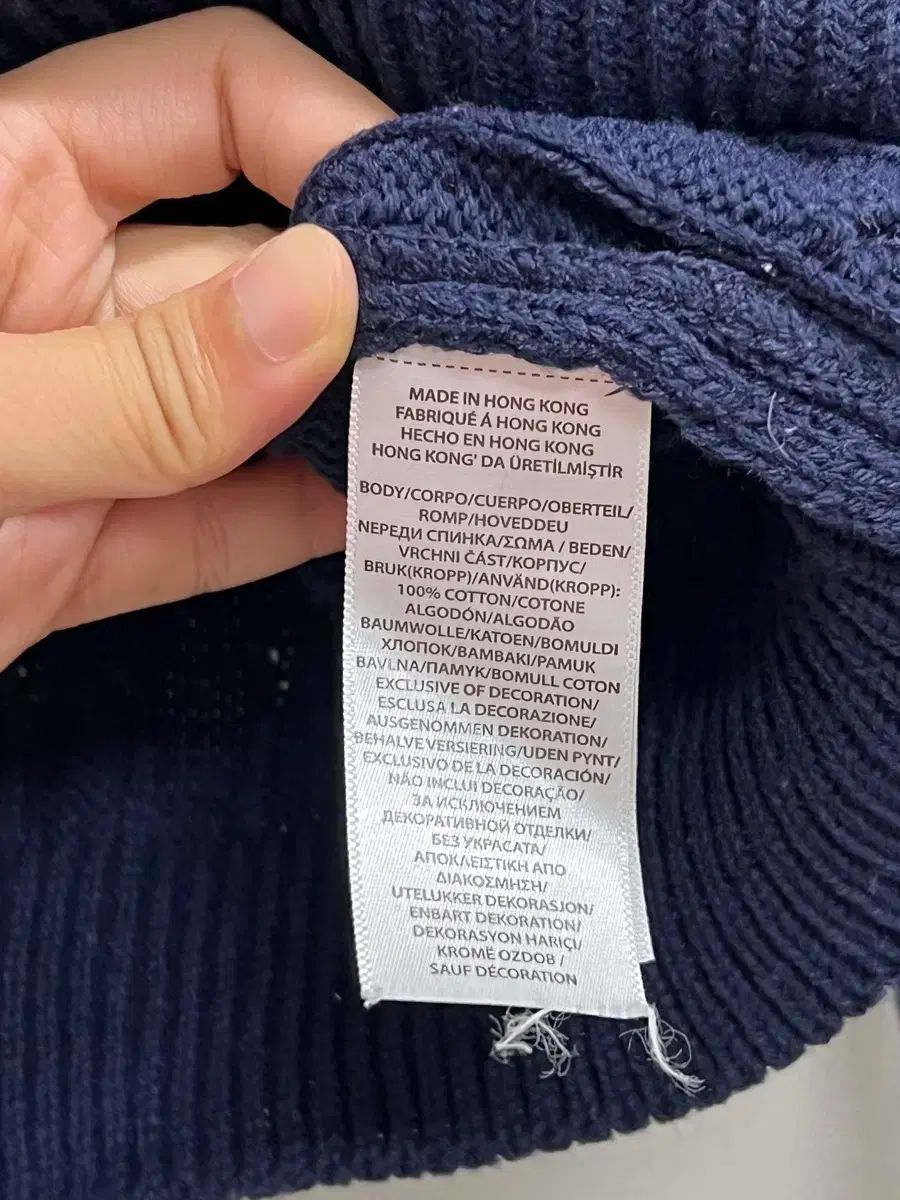 MADE IN HONG KONG
FABRIQUÉ Á HONG KONG
HECHO EN HONG KONG
HONG KONG' DA ÜRETİLMİŞTİR
BODY/CORPO/CUERPO/OBERTEIL/
ROMP/HOVEDDEU
NЕРЕДИ СПИНКА/ΣΩΜΑ / BEDEN/
VRCHNI ČÁST/КОРПУС/
BRUK(KROPP)/ANVÄND(KROPP):
100% COTTON/COTONE
ALGODÓN/ALGODÃO
BAUMWOLLE/KATOEN/BOMULDI
ХЛОПОК/BAMBAKI/PAMUK
BAVLNA/ПАМУК/BOMULL COTON
EXCLUSIVE OF DECORATION/
ESCLUSA LA DECORAZIONE/
AUSGENOMMEN DEKORATION/
BEHALVE VERSIERING/UDEN PYNT/
EXCLUSIVO DE LA DECORACIÓN/
NÃO INCLUI DECORAÇÃO/
ЗА ИСКЛЮЧЕНИЕМ
ДЕКОРАТИВНОЙ ОТДЕЛКИ/
БЕЗ УКРАСАТА/
ΑΠΟΚΛΕΙΣΤΙΚΗ ΑΠΟ
ΔΙΑΚΟΣΜΗΣΗ/
UTELUKKER DEKORASJON/
ENBART DEKORATION/
DEKORASYON HARİÇİ/
KROMĚ OZDOB /
SAUF DÉCORATION